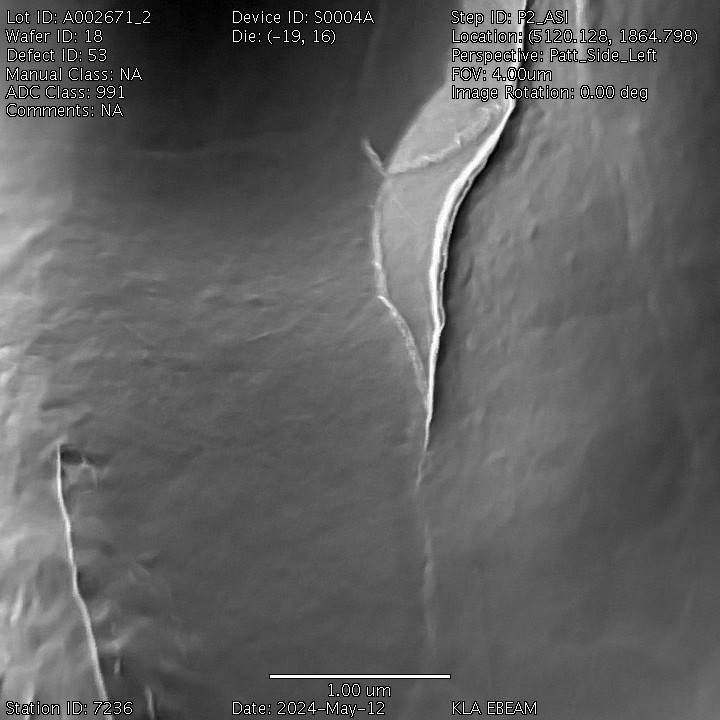 Lot ID: A002671_2 Device ID: S0004A Step ID: P2_ASI
Wafer ID: 18 Die: (-19, 16) Location: (5120.128, 1864.798)
Defect ID: 53 Perspective: Patt_Side_Left
Manual Class: NA FOV: 4.00um
ADC Class: 991 Image Rotation: 0.00 deg
Comments: NA
1.00 um
Station ID: 7236 Date: 2024-May-12 KLA EBEAM